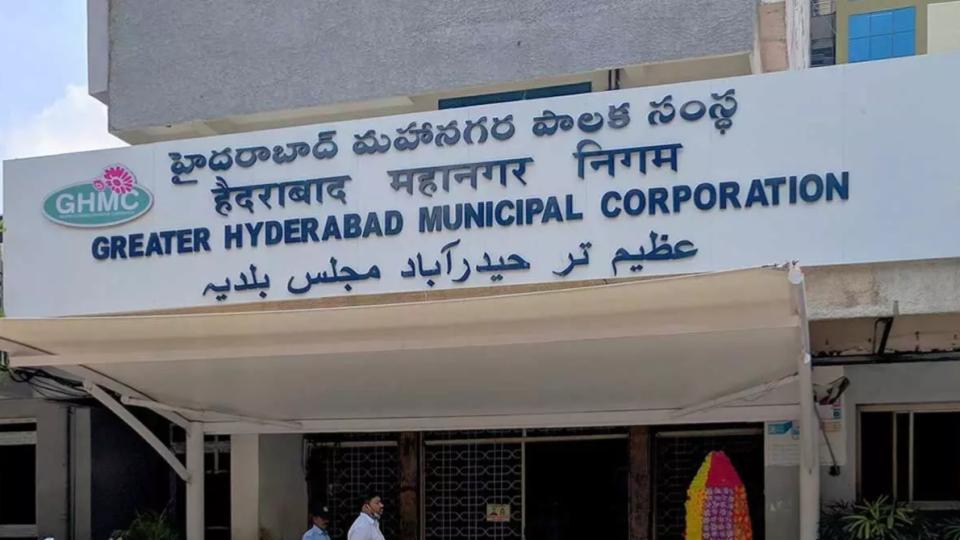 హైదరాబాద్ మహానగర పాలక సంస్థ
हैदराबाद महानगर निगम
GHMC
GREATER HYDERABAD MUNICIPAL CORPORATION
عظیم تر حیدرآباد مجلس بلدیہ